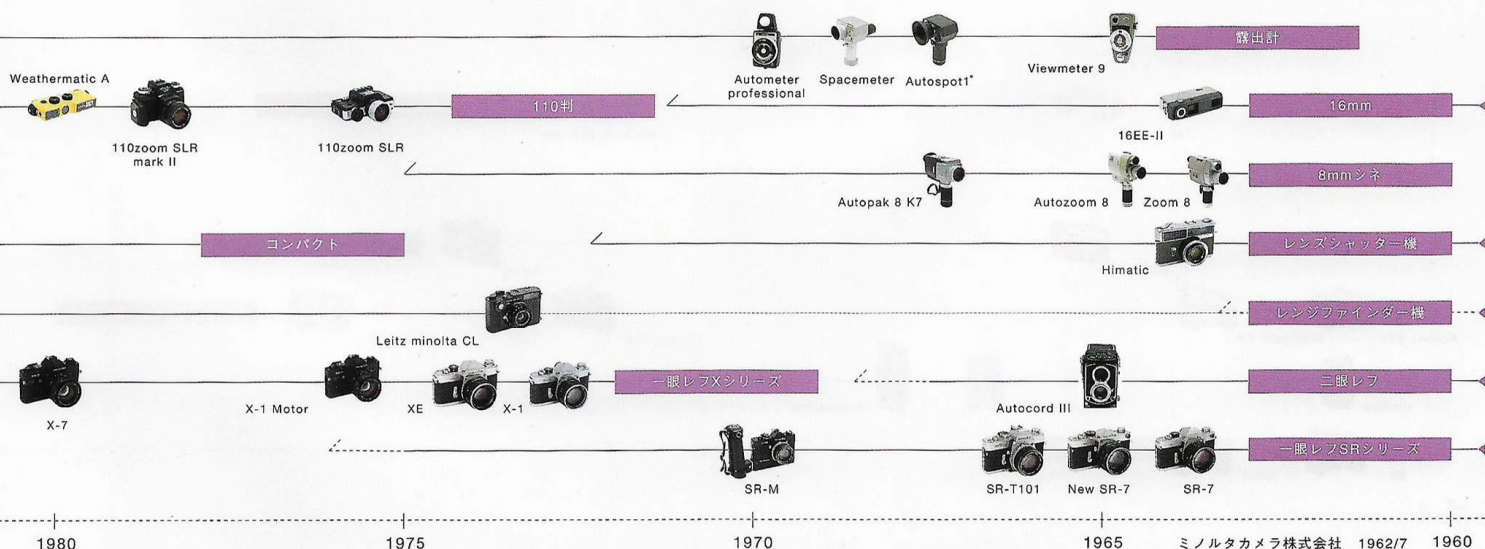 露出計
Autometer
professional
Spacemeter
Autospot1°
Viewmeter 9
Weathermatic A
110判
16mm
110zoom SLR
mark II
110zoom SLR
16EE-II
8mmシネ
Autopak 8 K7
Autozoom 8
Zoom 8
コンパクト
レンズシャッター機
Himatic
レンジファインダー機
Leitz minolta CL
一眼レフXシリーズ
二眼レフ
X-7
X-1 Motor
XE
X-1
Autocord III
一眼レフSRシリーズ
SR-M
SR-T101
New SR-7
SR-7
1980
1975
1970
1965
ミノルタカメラ株式会社 1962/7
1960